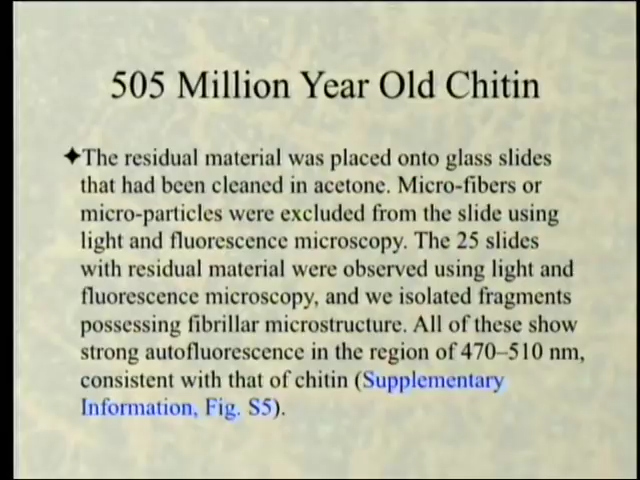 505 Million Year Old Chitin
✦The residual material was placed onto glass slides
that had been cleaned in acetone. Micro-fibers or
micro-particles were excluded from the slide using
light and fluorescence microscopy. The 25 slides
with residual material were observed using light and
fluorescence microscopy, and we isolated fragments
possessing fibrillar microstructure. All of these show
strong autofluorescence in the region of 470–510 nm,
consistent with that of chitin (Supplementary
Information, Fig. S5).